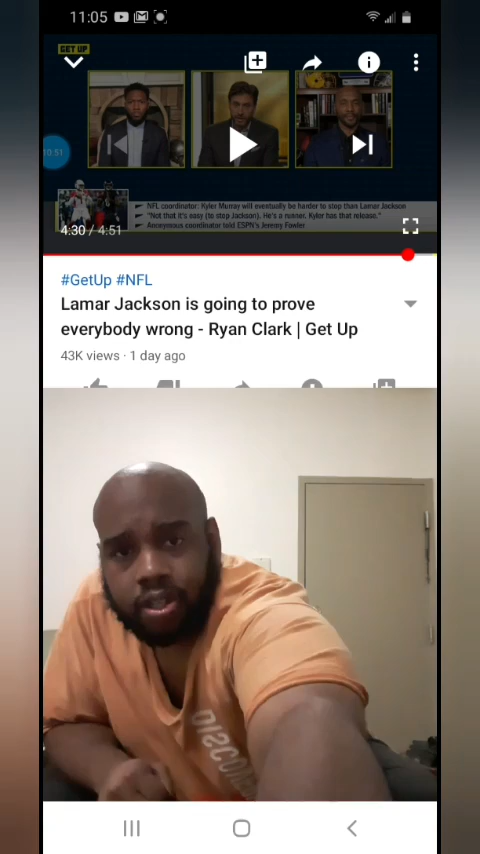 11:05
GET UP
10:51
NFL coordinator: Kyler Murray will eventually be harder to stop than Lamar Jackson
"Not that it's easy (to stop Jackson). He's a runner. Kyler has that release."
Anonymous coordinator told ESPN's Jeremy Fowler
4:30 / 4:51
#GetUp #NFL
Lamar Jackson is going to prove
everybody wrong - Ryan Clark | Get Up
43K views · 1 day ago